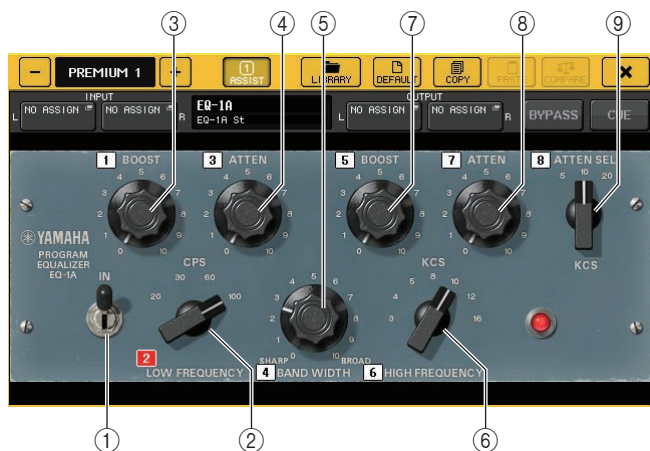 ③ ④ ⑤ ⑦ ⑧ ⑨
− PREMIUM 1 + 1 ASSIST LIBRARY DEFAULT COPY PASTE COMPARE ×
INPUT OUTPUT
L NO ASSIGN NO ASSIGN R EQ-1A L NO ASSIGN NO ASSIGN R BYPASS CUE
EQ-1A St
1 BOOST 3 ATTEN 5 BOOST 7 ATTEN 8 ATTEN SEL
0 1 2 3 4 5 6 7 8 9 10
0 1 2 3 4 5 6 7 8 9 10
0 1 2 3 4 5 6 7 8 9 10
0 1 2 3 4 5 6 7 8 9 10
5 10 20
KCS
YAMAHA
PROGRAM
EQUALIZER
EQ-1A
IN
CPS
20 30 60 100
2
LOW FREQUENCY
0 1 2 3 4 5 6 7 8 9 10
SHARP BROAD
4 BAND WIDTH
KCS
3 4 5 8 10 12 16
6 HIGH FREQUENCY
① ② ⑥